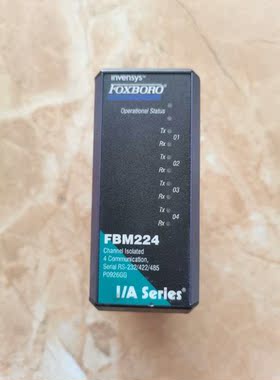 invensys™
FOXBORO
Operational Status
Tx
01
Rx
Tx
02
Rx
Tx
03
Rx
Tx
04
Rx
FBM224
Channel Isolated
4 Communication,
Serial RS-232/422/485
P0926GG
I/A Series®